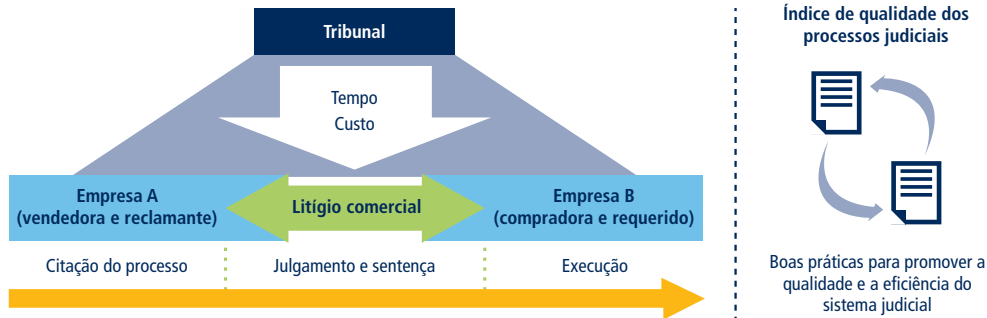 Tribunal
Tempo
Custo
Empresa A
(vendedora e reclamante)
Litígio comercial
Empresa B
(compradora e requerido)
Citação do processo
Julgamento e sentença
Execução
Índice de qualidade dos
processos judiciais
Boas práticas para promover a
qualidade e a eficiência do
sistema judicial